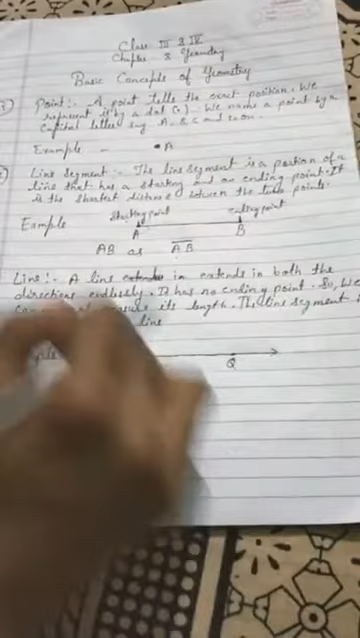 Class III & IV
Chapter 8 Geometry
Basic Concepts of Geometry
Point :- A point tells the exact position. We
represent it by a dot (.). We name a point by a
capital letter say A, B, C and so on.
Example - • A
Line Segment :- The line segment is a portion of a
line that has a starting and an ending point. It
is the shortest distance between the two points.
Example
Starting point ending point
A B
AB or AB
Line :- A line in extends in both the
directions endlessly. It has no ending point. So, We
its length. The line segment
line
Q